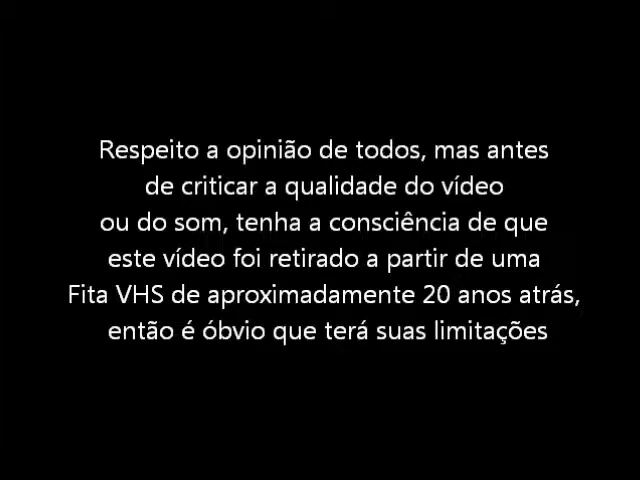 Respeito a opinião de todos, mas antes
de criticar a qualidade do vídeo
ou do som, tenha a consciência de que
este vídeo foi retirado a partir de uma
Fita VHS de aproximadamente 20 anos atrás,
então é óbvio que terá suas limitações